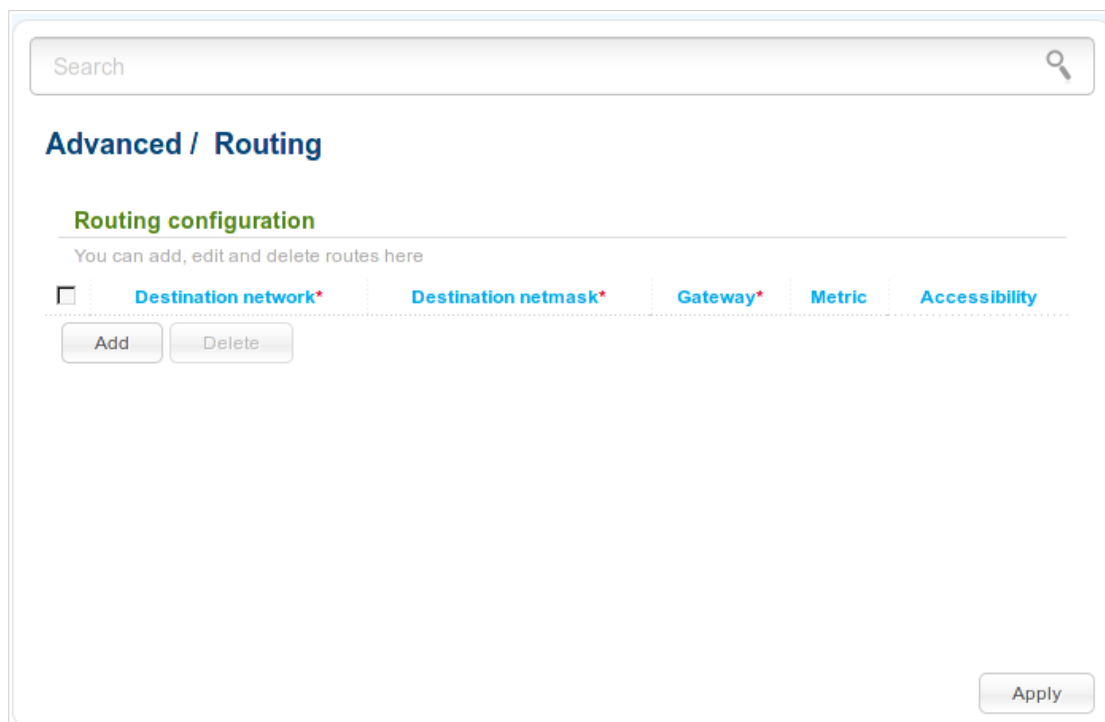 Search
Advanced / Routing
Routing configuration
You can add, edit and delete routes here
Destination network* Destination netmask* Gateway* Metric Accessibility
Add Delete
Apply